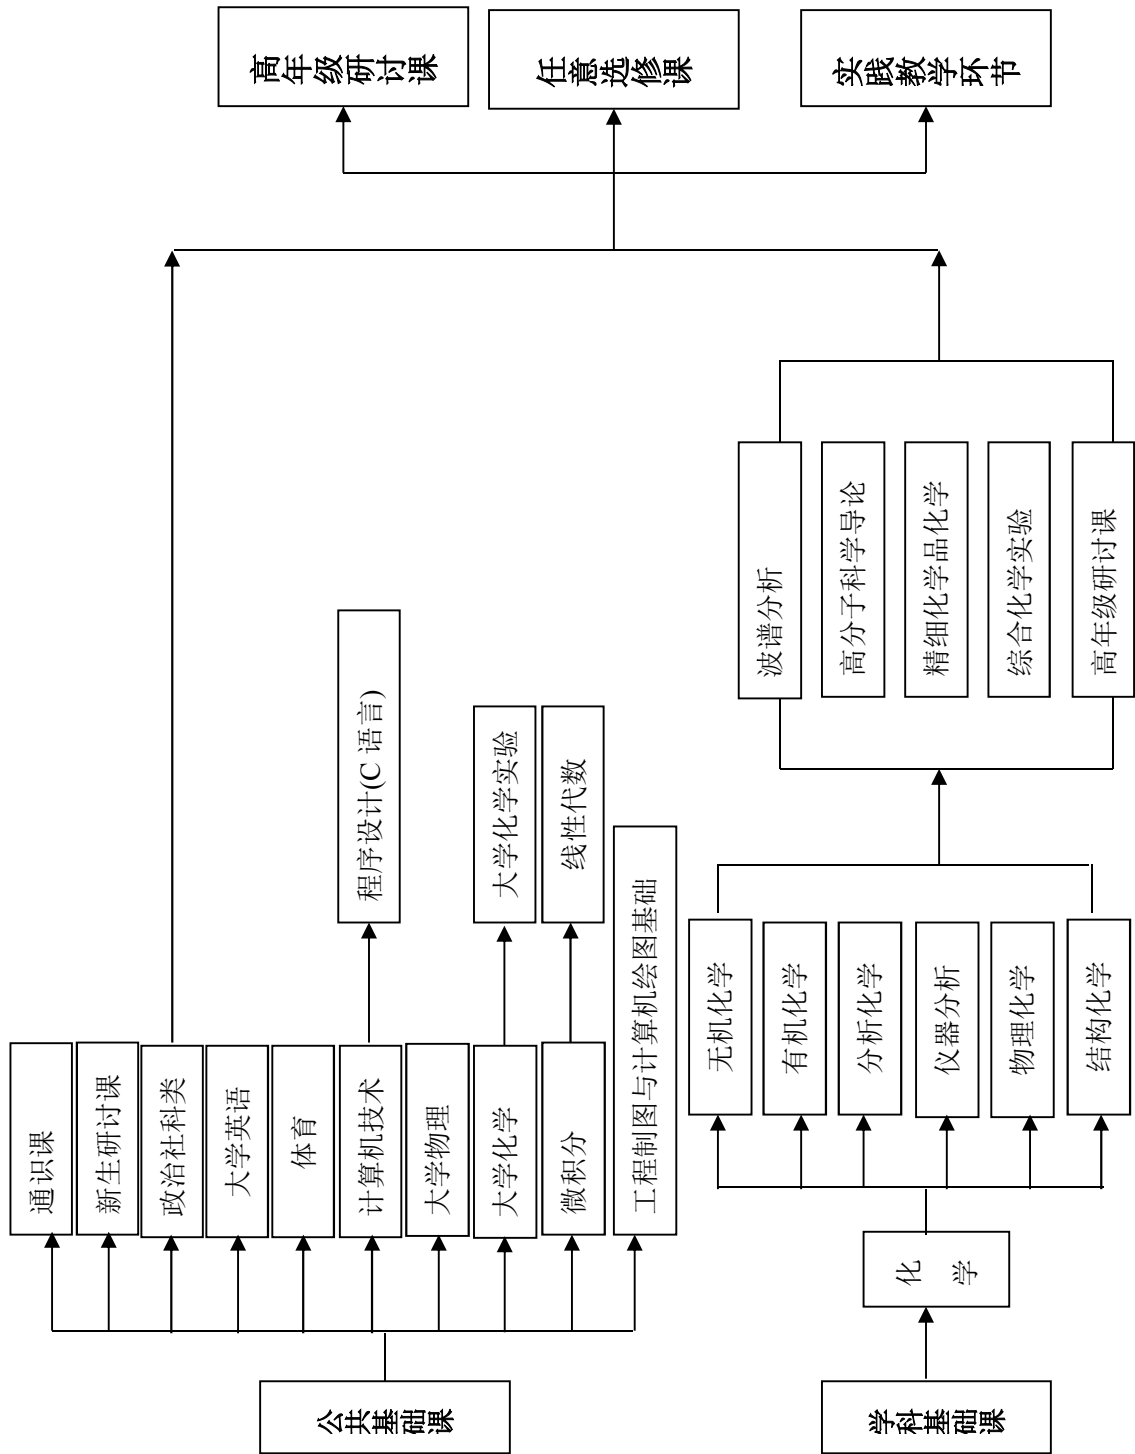 公共基础课
通识课
新生研讨课
政治社科类
大学英语
体育
计算机技术
大学物理
大学化学
微积分
工程制图与计算机绘图基础
程序设计(C 语言)
大学化学实验
线性代数
学科基础课
化 学
无机化学
有机化学
分析化学
仪器分析
物理化学
结构化学
波谱分析
高分子科学导论
精细化学品化学
综合化学实验
高年级研讨课
高年级研讨课
任意选修课
实践教学环节